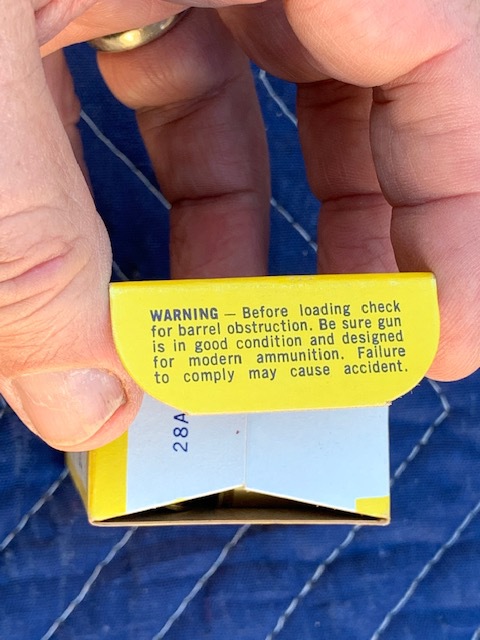 WARNING — Before loading check
for barrel obstruction. Be sure gun
is in good condition and designed
for modern ammunition. Failure
to comply may cause accident.
28A